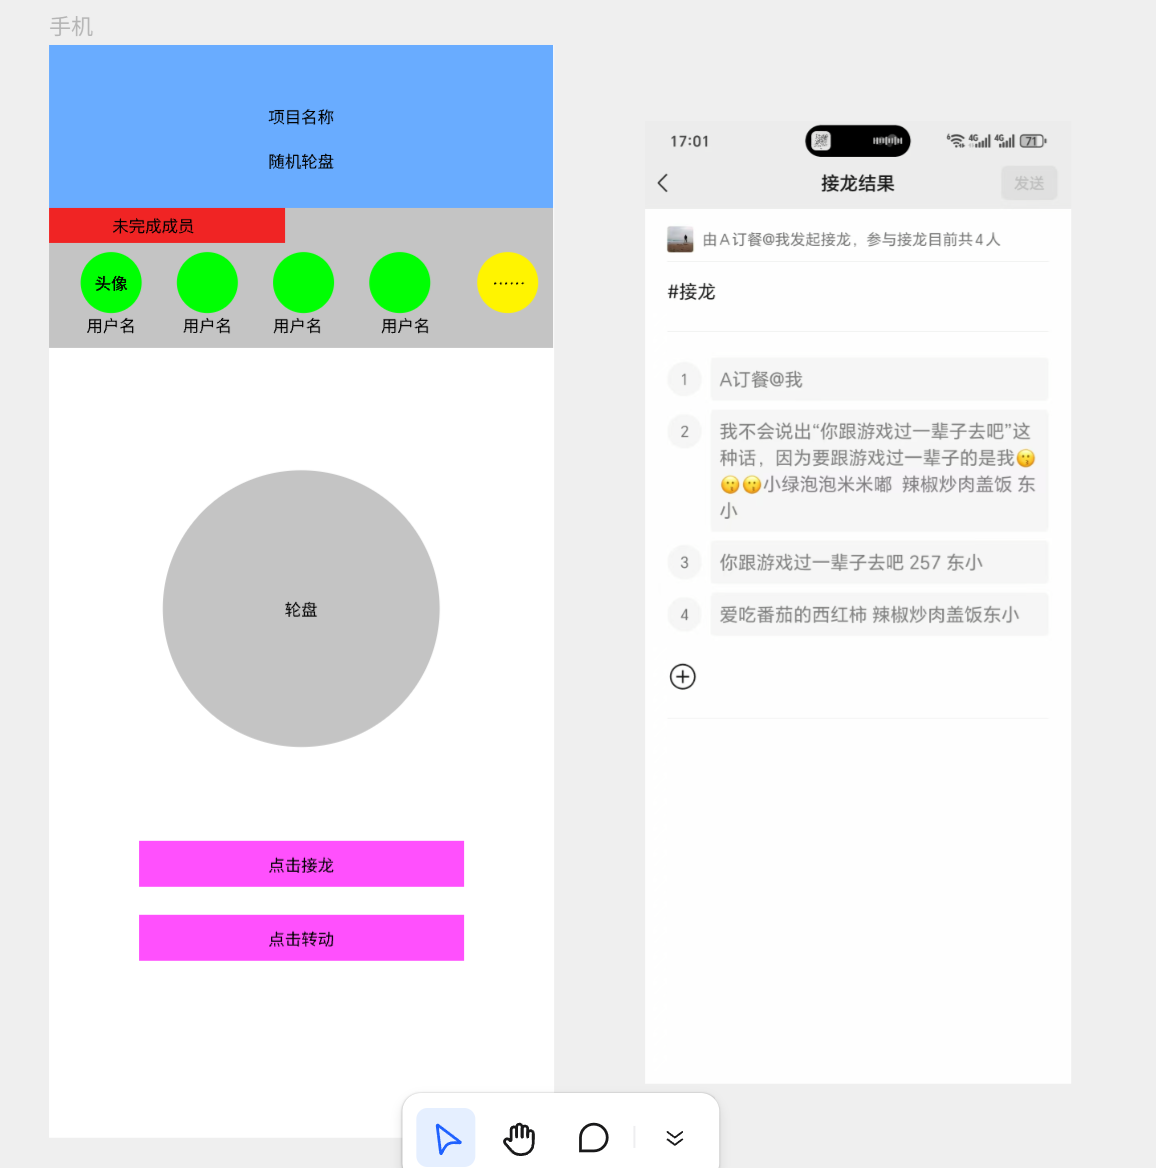 手机
项目名称
随机轮盘
未完成成员
头像
······
用户名 用户名 用户名 用户名
轮盘
点击接龙
点击转动
17:01
6 4G 4G 71
接龙结果
发送
由A订餐@我发起接龙，参与接龙目前共4人
#接龙
1 A订餐@我
2 我不会说出“你跟游戏过一辈子去吧”这
种话，因为要跟游戏过一辈子的是我😗
😗😗小绿泡泡米米嘟 辣椒炒肉盖饭 东
小
3 你跟游戏过一辈子去吧 257 东小
4 爱吃番茄的西红柿 辣椒炒肉盖饭东小